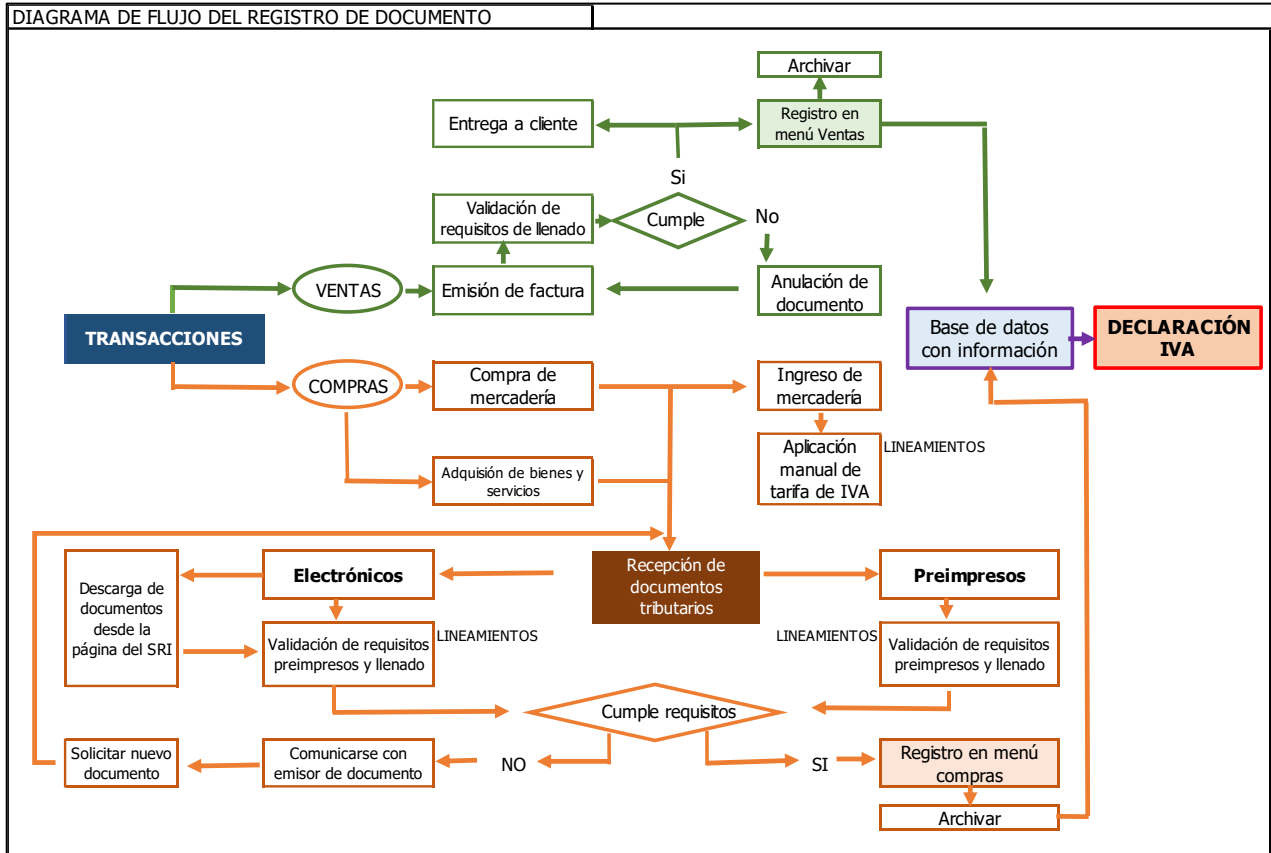 DIAGRAMA DE FLUJO DEL REGISTRO DE DOCUMENTO
Archivar
Entrega a cliente
Registro en
menú Ventas
Si
Validación de
requisitos de llenado
Cumple
No
VENTAS
Emisión de factura
Anulación de
documento
TRANSACCIONES
Base de datos
con información
DECLARACIÓN
IVA
COMPRAS
Compra de
mercadería
Ingreso de
mercadería
Adquisión de bienes y
servicios
Aplicación
manual de
tarifa de IVA
LINEAMIENTOS
Descarga de
documentos
desde la
página del SRI
Electrónicos
Recepción de
documentos
tributarios
Preimpresos
Validación de requisitos
preimpresos y llenado
LINEAMIENTOS
LINEAMIENTOS
Validación de requisitos
preimpresos y llenado
Cumple requisitos
Solicitar nuevo
documento
Comunicarse con
emisor de documento
NO
SI
Registro en menú
compras
Archivar